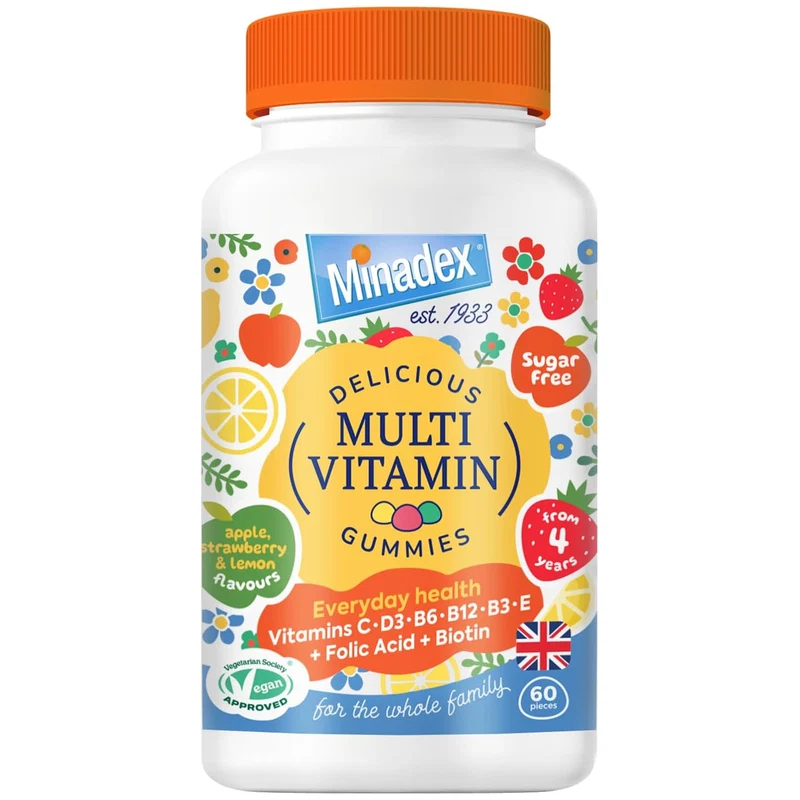 Minadex®
est. 1933
Sugar
Free
DELICIOUS
MULTI
VITAMIN
GUMMIES
from
4
years
apple,
strawberry
& lemon
flavours
Everyday health
Vitamins C•D3•B6•B12•B3•E
+ Folic Acid + Biotin
Vegetarian Society®
Vegan
APPROVED
for the whole family
60
pieces